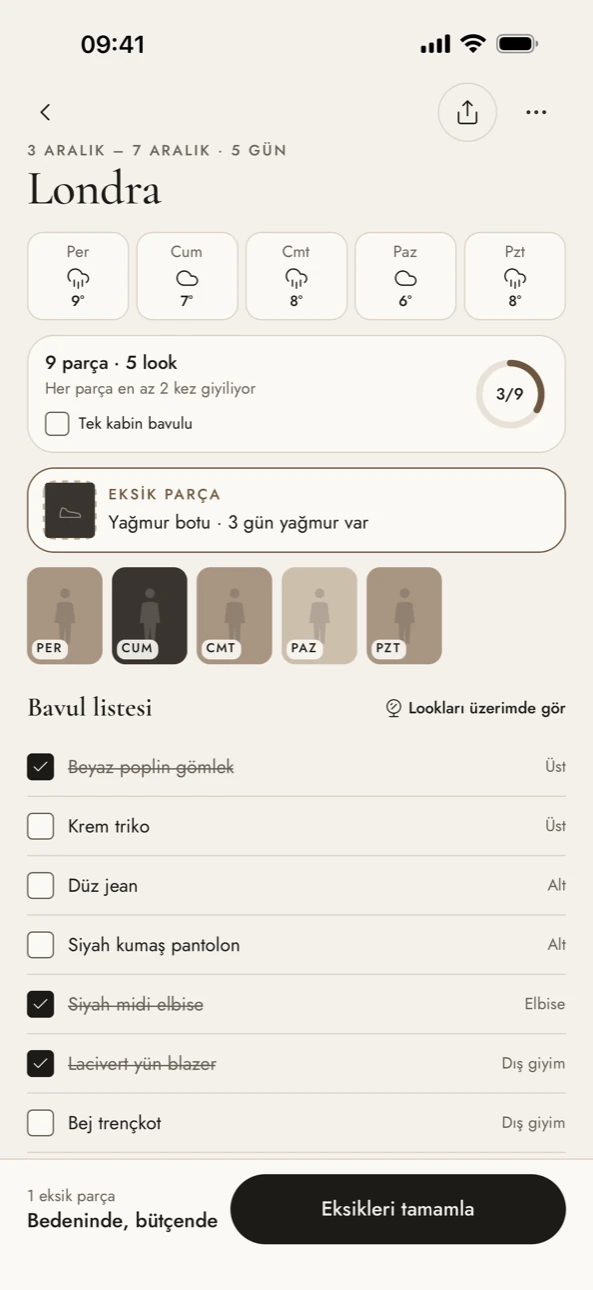 09:41
3 ARALIK – 7 ARALIK · 5 GÜN
Londra
Per Cum Cmt Paz Pzt
9° 7° 8° 6° 8°
9 parça · 5 look
Her parça en az 2 kez giyiliyor
3/9
Tek kabin bavulu
EKSİK PARÇA
Yağmur botu · 3 gün yağmur var
PER CUM CMT PAZ PZT
Bavul listesi Lookları üzerimde gör
Beyaz poplin gömlek Üst
Krem triko Üst
Düz jean Alt
Siyah kumaş pantolon Alt
Siyah midi elbise Elbise
Lacivert yün blazer Dış giyim
Bej trençkot Dış giyim
1 eksik parça
Bedeninde, bütçende
Eksikleri tamamla